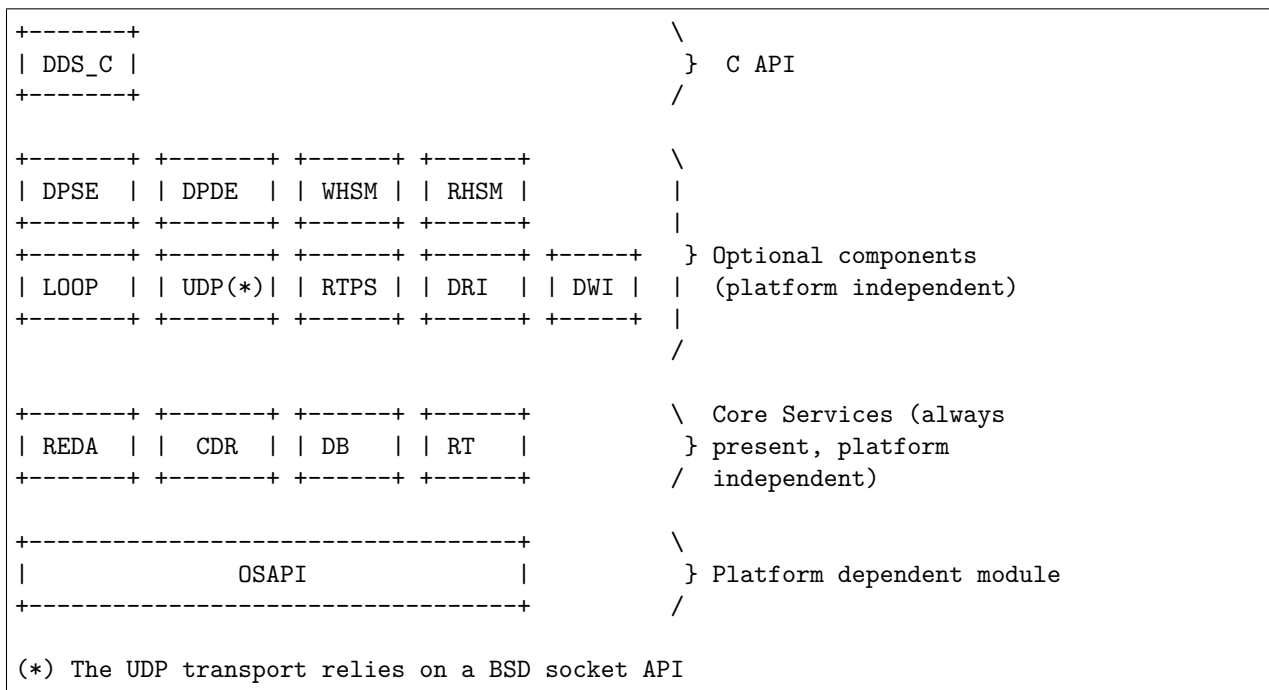 +-------+                                 \
| DDS_C |                                  }  C API
+-------+                                 /
+-------+ +-------+ +------+ +------+         \
| DPSE  | | DPDE  | | WHSM | | RHSM |         |
+-------+ +-------+ +------+ +------+         |
+-------+ +-------+ +------+ +------+ +-----+  } Optional components
| LOOP  | | UDP(*)| | RTPS | | DRI  | | DWI |  |  (platform independent)
+-------+ +-------+ +------+ +------+ +-----+  |
                                              /
+-------+ +-------+ +------+ +------+         \  Core Services (always
| REDA  | |  CDR  | | DB   | | RT   |          } present, platform
+-------+ +-------+ +------+ +------+         /  independent)
+-----------------------------------+         \
|              OSAPI                |          } Platform dependent module
+-----------------------------------+         /
(*) The UDP transport relies on a BSD socket API